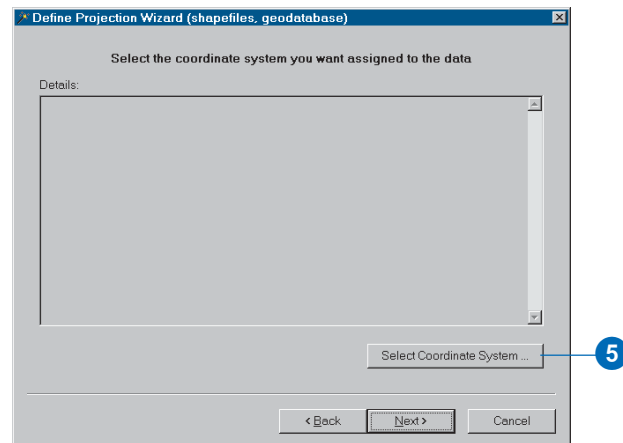 Define Projection Wizard (shapefiles, geodatabase)
Select the coordinate system you want assigned to the data
Details:
Select Coordinate System ...
5
< Back
Next >
Cancel